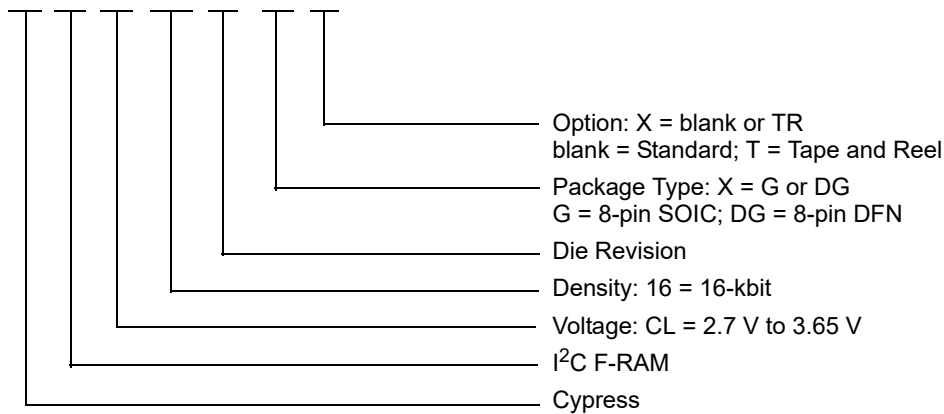 Option: X = blank or TR
blank = Standard; T = Tape and Reel
Package Type: X = G or DG
G = 8-pin SOIC; DG = 8-pin DFN
Die Revision
Density: 16 = 16-kbit
Voltage: CL = 2.7 V to 3.65 V
I²C F-RAM
Cypress